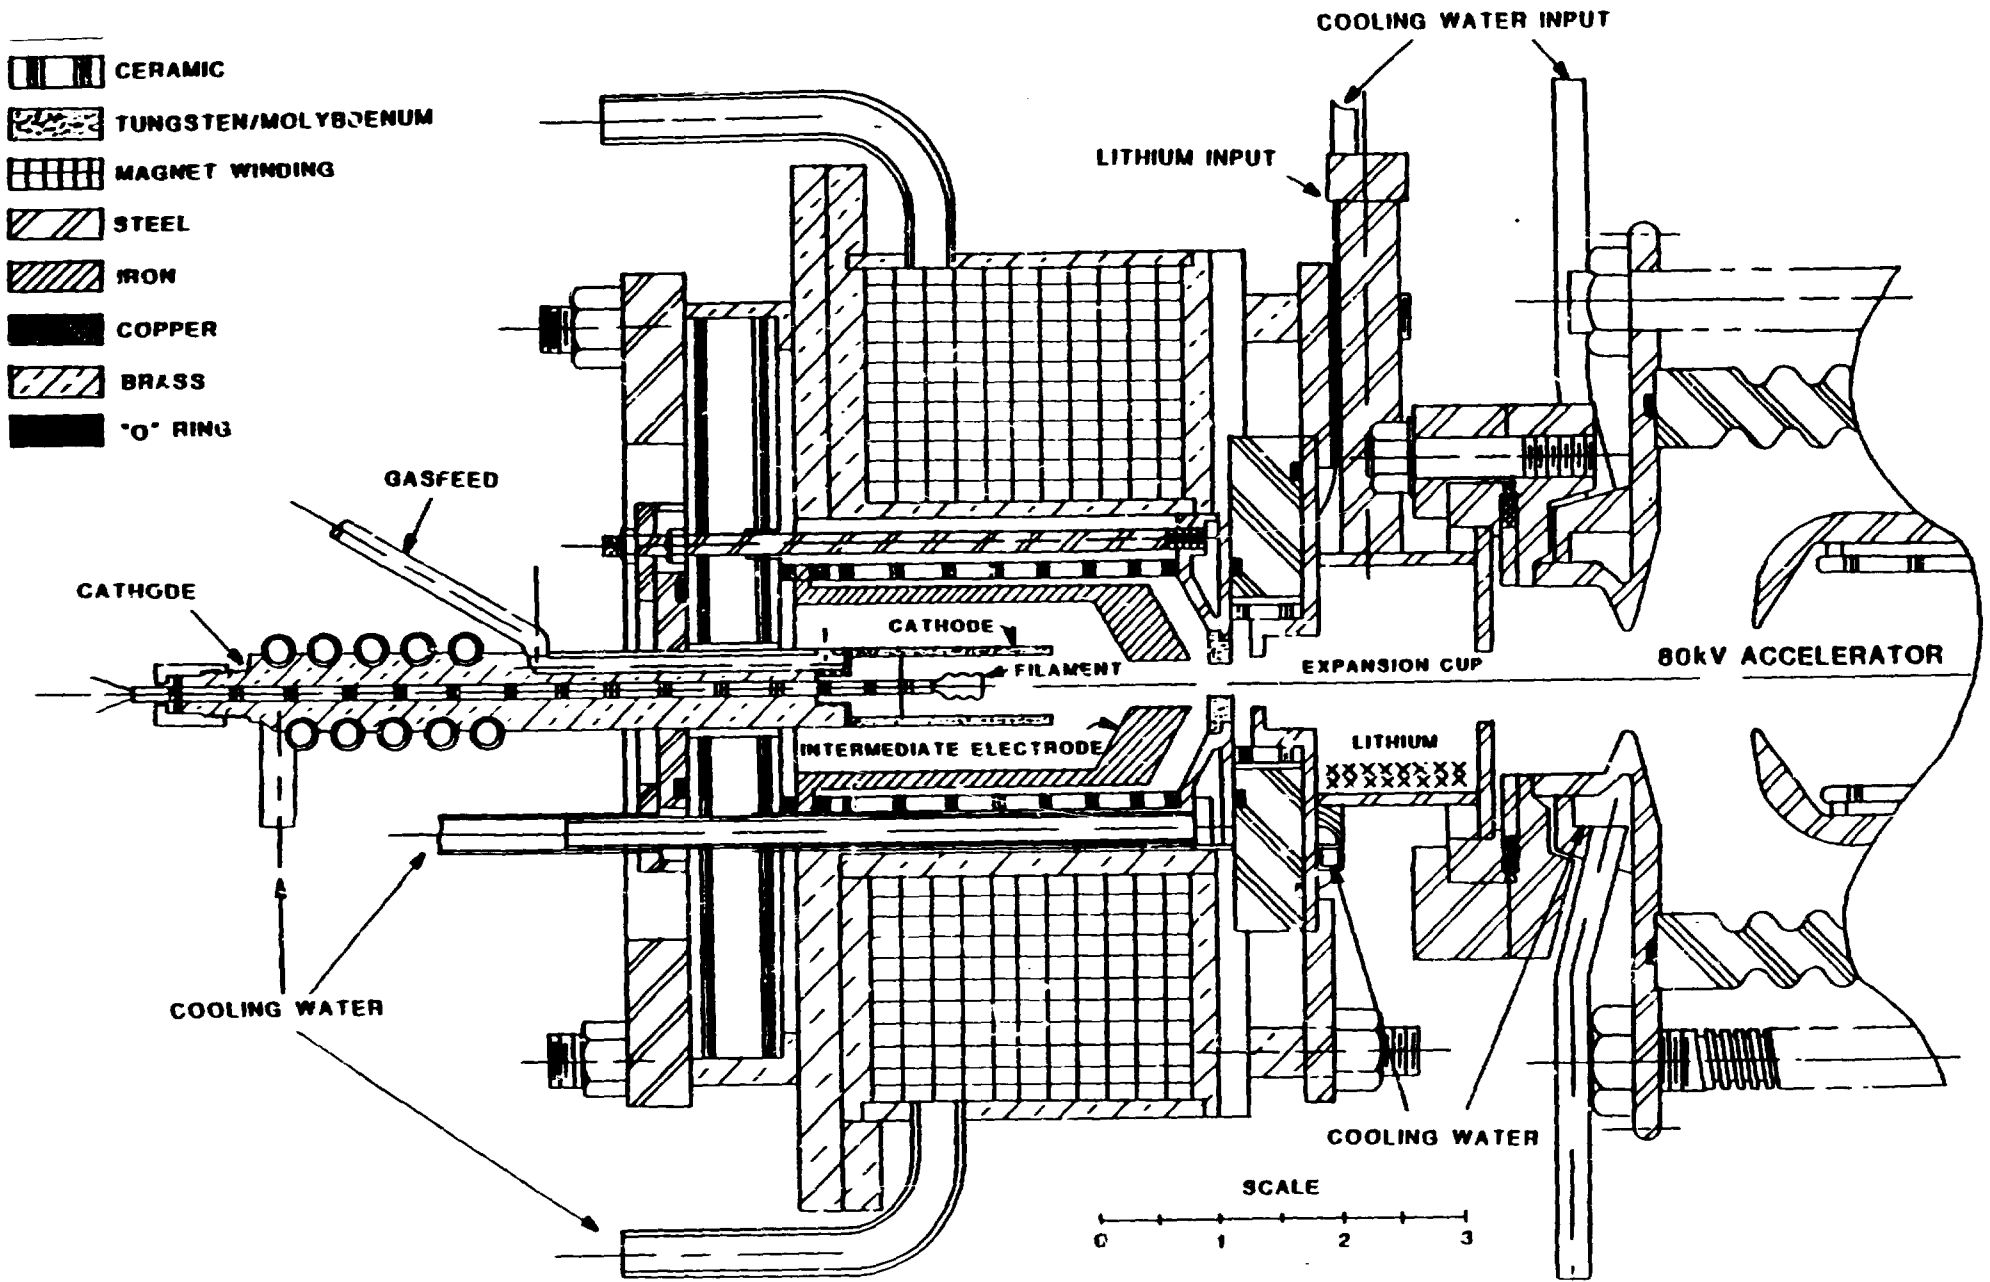 COOLING WATER INPUT
CERAMIC
TUNGSTEN/MOLYBDENUM
LITHIUM INPUT
MAGNET WINDING
STEEL
IRON
COPPER
BRASS
"O" RING
GASFEED
CATHODE
CATHODE
FILAMENT
EXPANSION CUP
80kV ACCELERATOR
INTERMEDIATE ELECTRODE
LITHIUM
COOLING WATER
COOLING WATER
SCALE
0 1 2 3